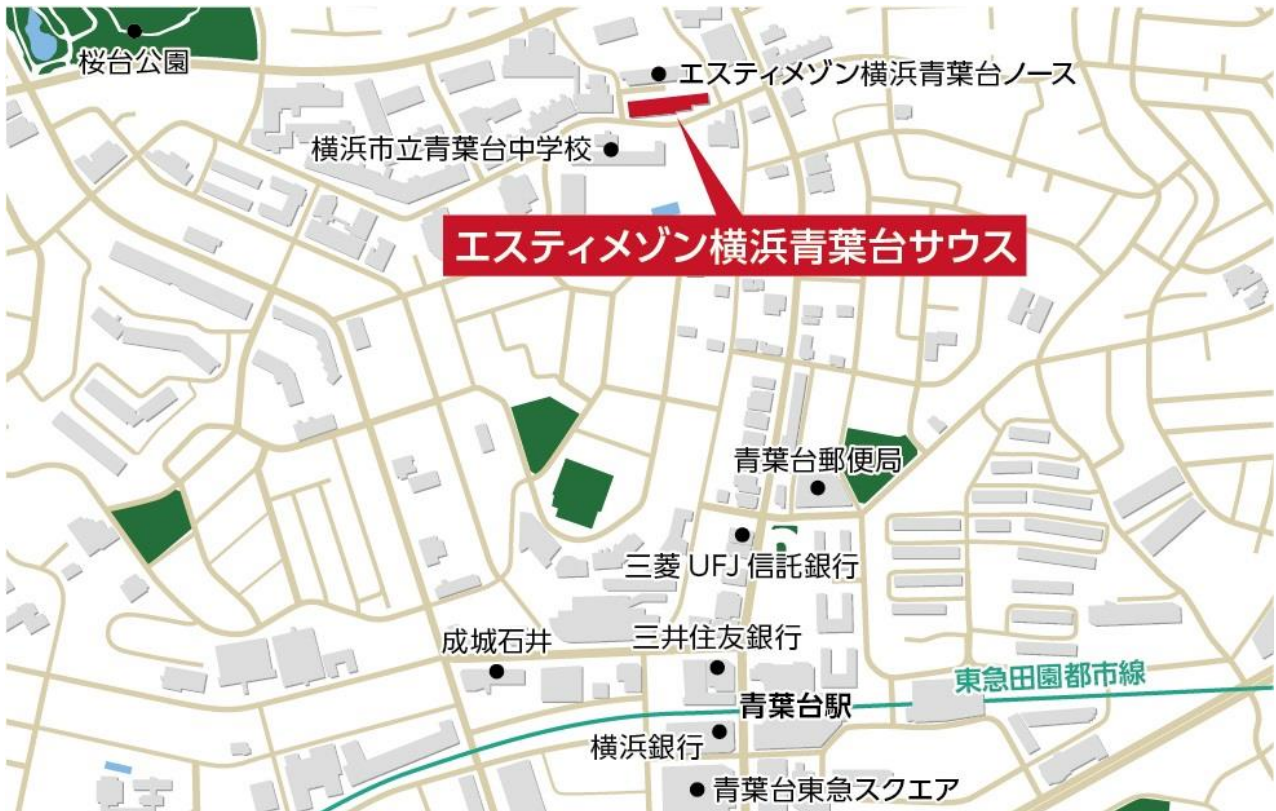 桜台公園
エスティメゾン横浜青葉台ノース
横浜市立青葉台中学校
エスティメゾン横浜青葉台サウス
青葉台郵便局
三菱UFJ信託銀行
成城石井
三井住友銀行
東急田園都市線
青葉台駅
横浜銀行
青葉台東急スクエア